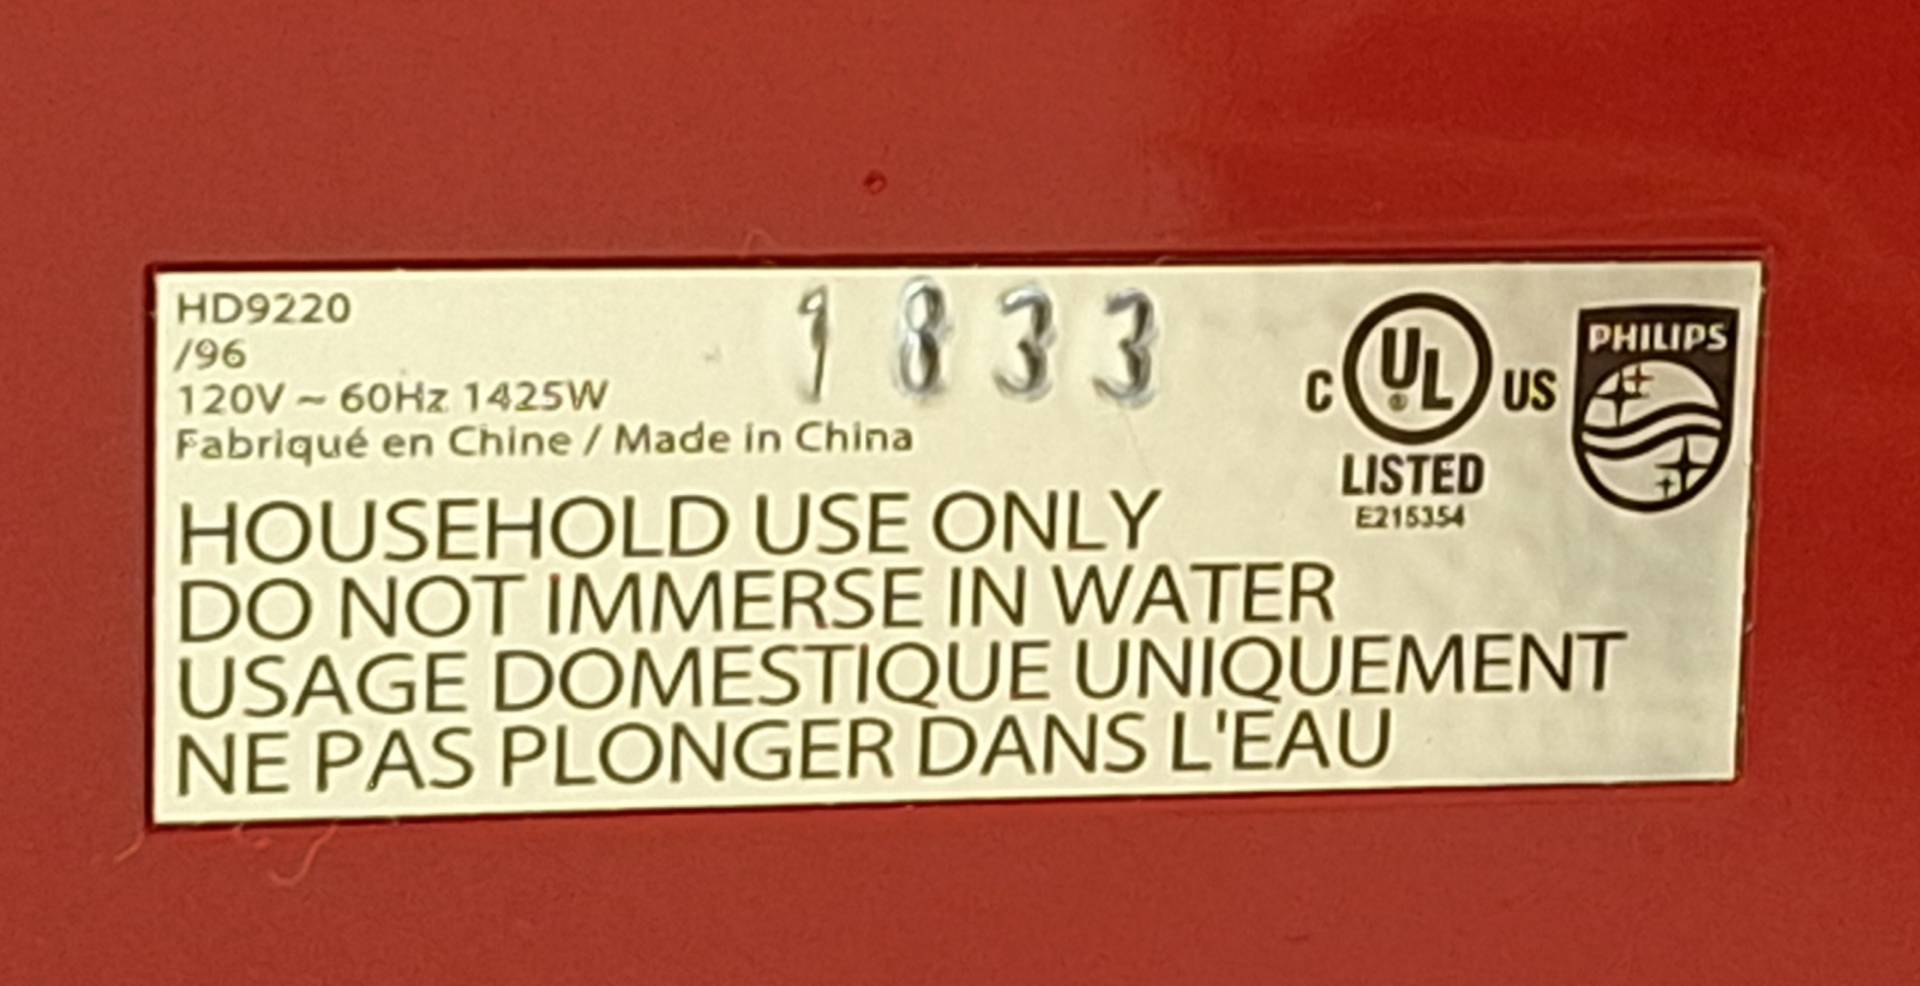 HD9220
/96
1833
120V ~ 60Hz 1425W
Fabriqué en Chine / Made in China
C UL® US
LISTED
E215354
PHILIPS
HOUSEHOLD USE ONLY
DO NOT IMMERSE IN WATER
USAGE DOMESTIQUE UNIQUEMENT
NE PAS PLONGER DANS L'EAU